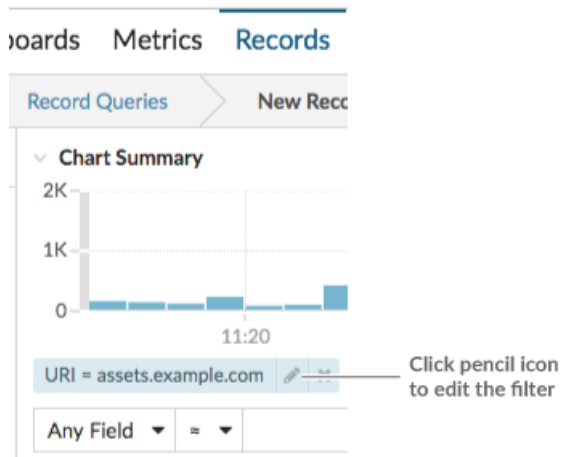 oards Metrics Records
Record Queries New Reco
Chart Summary
2K
1K
0
11:20
URI = assets.example.com
Click pencil icon
to edit the filter
Any Field ≈